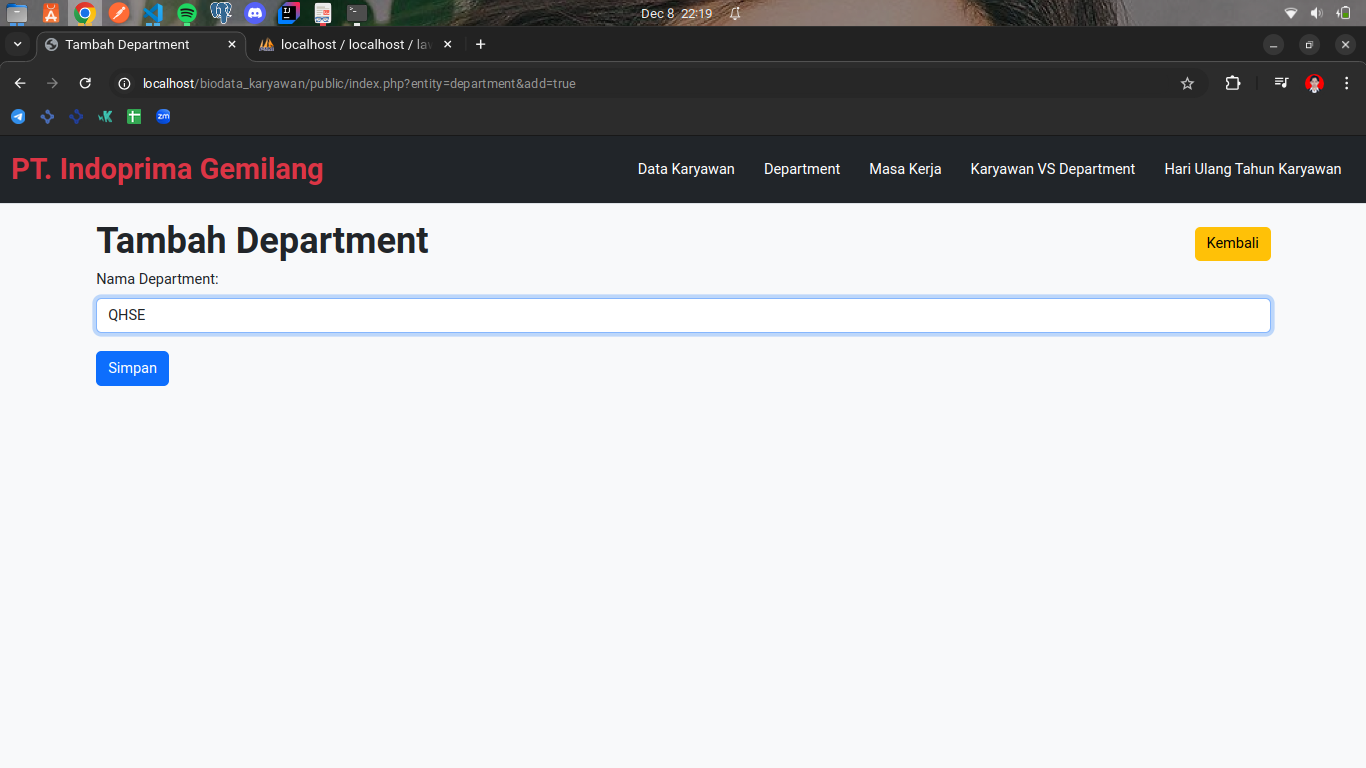 Dec 8 22:19
Tambah Department
localhost / localhost / la
localhost/biodata_karyawan/public/index.php?entity=department&add=true
zm
PT. Indoprima Gemilang
Data Karyawan
Department
Masa Kerja
Karyawan VS Department
Hari Ulang Tahun Karyawan
Tambah Department
Kembali
Nama Department:
QHSE
Simpan